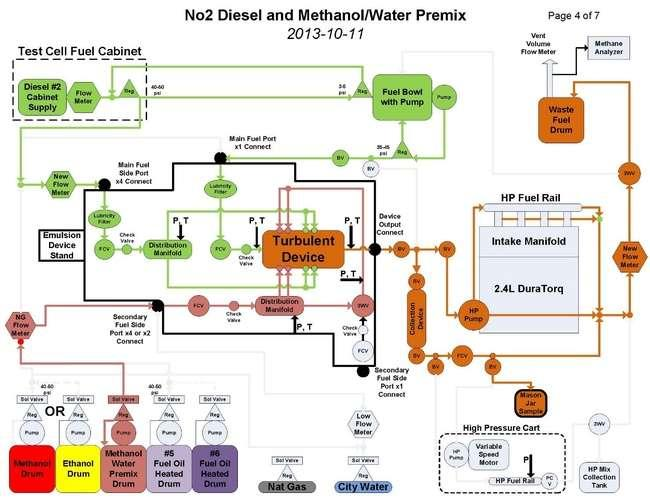 No2 Diesel and Methanol/Water Premix
2013-10-11
Page 4 of 7
Test Cell Fuel Cabinet
Diesel #2
Cabinet
Supply
Flow
Meter
Reg
40-60
psi
3-6
psi
Reg
Fuel Bowl
with Pump
Pump
Vent
Volume
Flow Meter
Methane
Analyzer
Waste
Fuel
Drum
Main Fuel Port
x1 Connect
35-45
psi
Reg
BV
BV
3WV
New
Flow
Meter
Main Fuel
Side Port
x4 Connect
Lubricity
Filter
Lubricity
Filter
HP Fuel Rail
Emulsion
Device
Stand
FCV
Check
Valve
Distribution
Manifold
FCV
Check
Valve
P, T
Turbulent
Device
P, T
Device
Output
Connect
BV
BV
BV
Intake Manifold
2.4L DuraTorq
New
Flow
Meter
P, T
BV
Collection
Device
HP
Pump
NG
Flow
Meter
Secondary
Fuel Side
Port x4 or x2
Connect
FCV
Check
Valve
Distribution
Manifold
P, T
3WV
Check
Valve
FCV
3WV
Secondary
Fuel Side
Port x1
Connect
BV
BV
FCV
BV
Mason
Jar
Sample
40-60
psi
40-60
psi
Sol Valve
Sol Valve
Sol Valve
Sol Valve
Sol Valve
Reg
OR
Reg
Reg
Reg
Reg
Pump
Pump
Pump
Pump
Pump
Methanol
Drum
Ethanol
Drum
Methanol
Water
Premix
Drum
#5
Fuel Oil
Heated
Drum
#6
Fuel Oil
Heated
Drum
Sol Valve
Nat Gas
Low
Flow
Meter
Sol Valve
City Water
High Pressure Cart
HP
Pump
Variable
Speed
Motor
P
HP Fuel Rail
PC
V
3WV
HP Mix
Collection
Tank